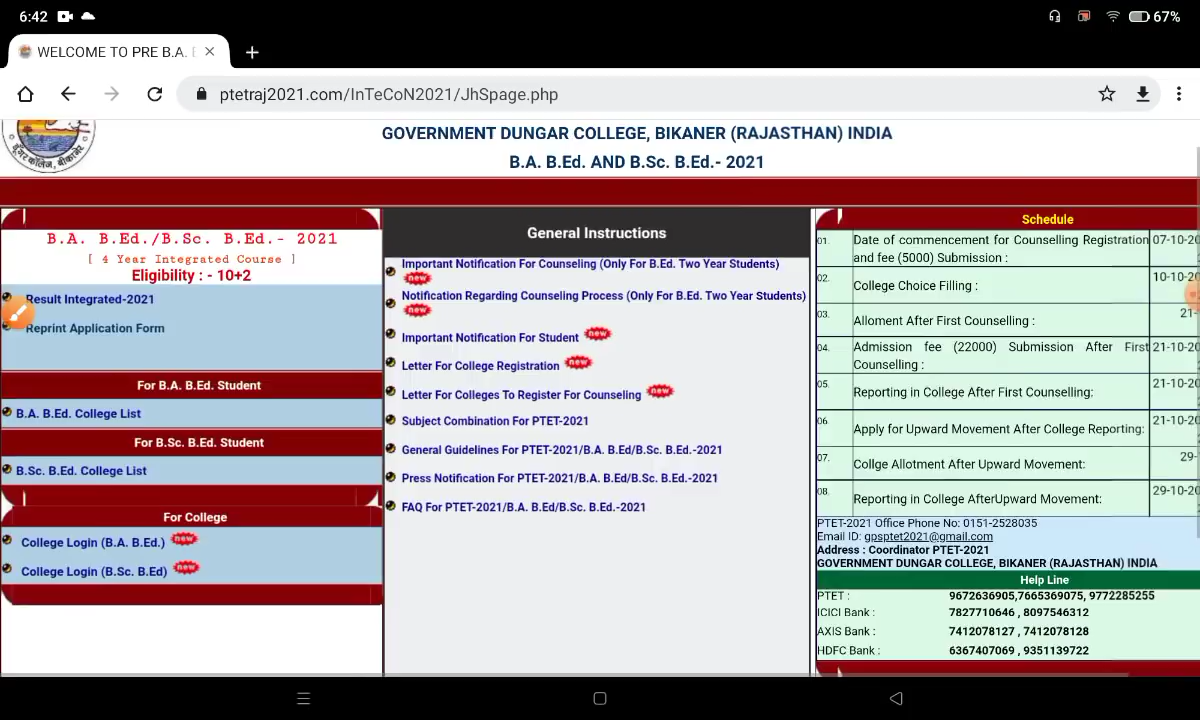 6:42
67%
WELCOME TO PRE B.A.
ptetraj2021.com/InTeCoN2021/JhSpage.php
डूँगर कॉलेज, बीकानेर
GOVERNMENT DUNGAR COLLEGE, BIKANER (RAJASTHAN) INDIA
B.A. B.Ed. AND B.Sc. B.Ed.- 2021
B.A. B.Ed./B.Sc. B.Ed.- 2021
[ 4 Year Integrated Course ]
Eligibility : - 10+2
Result Integrated-2021
Reprint Application Form
For B.A. B.Ed. Student
B.A. B.Ed. College List
For B.Sc. B.Ed. Student
B.Sc. B.Ed. College List
For College
College Login (B.A. B.Ed.) new
College Login (B.Sc. B.Ed) new
General Instructions
Important Notification For Counseling (Only For B.Ed. Two Year Students)
new
Notification Regarding Counseling Process (Only For B.Ed. Two Year Students)
new
Important Notification For Student new
Letter For College Registration new
Letter For Colleges To Register For Counseling new
Subject Combination For PTET-2021
General Guidelines For PTET-2021/B.A. B.Ed/B.Sc. B.Ed.-2021
Press Notification For PTET-2021/B.A. B.Ed/B.Sc. B.Ed.-2021
FAQ For PTET-2021/B.A. B.Ed/B.Sc. B.Ed.-2021
Schedule
01. Date of commencement for Counselling Registration 07-10-20
and fee (5000) Submission :
02. College Choice Filling : 10-10-20
03. Alloment After First Counselling : 21-
04. Admission fee (22000) Submission After First 21-10-20
Counselling :
05. Reporting in College After First Counselling: 21-10-20
06. Apply for Upward Movement After College Reporting: 21-10-20
07. Collge Allotment After Upward Movement: 29-
08. Reporting in College AfterUpward Movement: 29-10-20
PTET-2021 Office Phone No: 0151-2528035
Email ID: gpsptet2021@gmail.com
Address : Coordinator PTET-2021
GOVERNMENT DUNGAR COLLEGE, BIKANER (RAJASTHAN) INDIA
Help Line
PTET : 9672636905,7665369075, 9772285255
ICICI Bank : 7827710646 , 8097546312
AXIS Bank : 7412078127 , 7412078128
HDFC Bank : 6367407069 , 9351139722